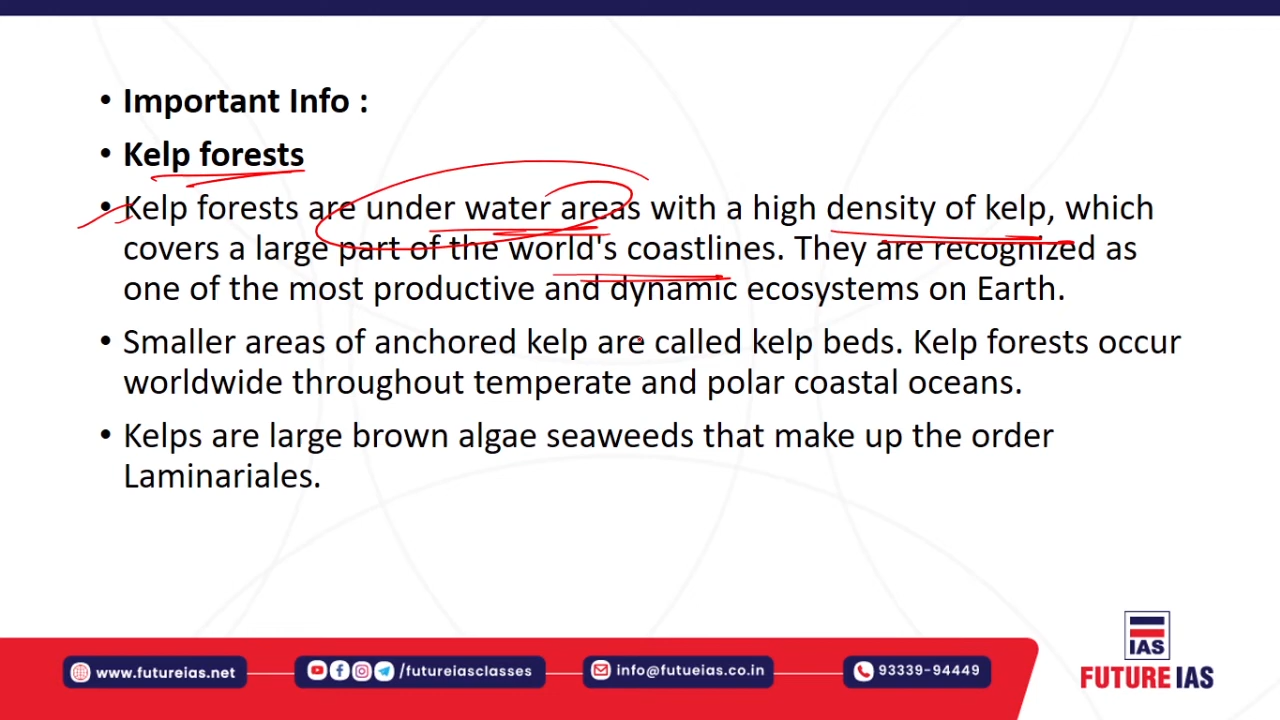 • Important Info :
• Kelp forests
• Kelp forests are under water areas with a high density of kelp, which
covers a large part of the world's coastlines. They are recognized as
one of the most productive and dynamic ecosystems on Earth.
• Smaller areas of anchored kelp are called kelp beds. Kelp forests occur
worldwide throughout temperate and polar coastal oceans.
• Kelps are large brown algae seaweeds that make up the order
Laminariales.
IAS
FUTURE IAS
www.futureias.net
/futureiasclasses
info@futueias.co.in
93339-94449